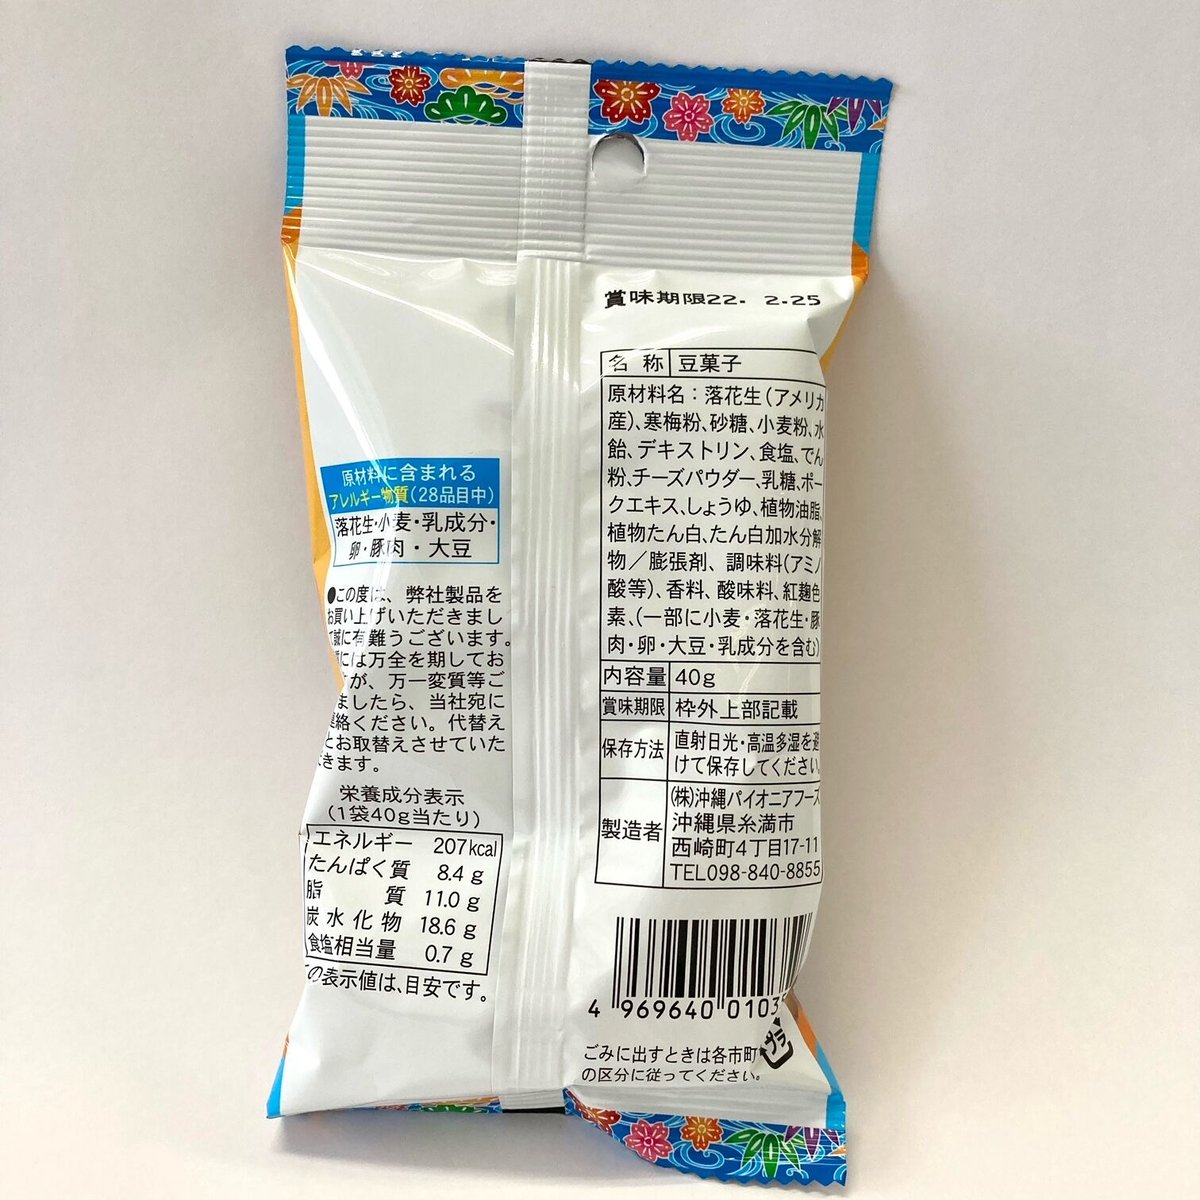 賞味期限22. 2.25
名称 豆菓子
原材料名：落花生(アメリカ
産)、寒梅粉、砂糖、小麦粉、水
飴、デキストリン、食塩、でん
粉、チーズパウダー、乳糖、ポー
クエキス、しょうゆ、植物油脂、
植物たん白、たん白加水分解
物／膨張剤、調味料(アミノ
酸等)、香料、酸味料、紅麹色
素、(一部に小麦・落花生・豚
肉・卵・大豆・乳成分を含む)
内容量 40g
賞味期限 枠外上部記載
保存方法 直射日光・高温多湿を避
けて保存してください。
製造者 (株)沖縄パイオニアフーズ
沖縄県糸満市
西崎町4丁目17-11
TEL098-840-8855
4 969640 0103
ごみに出すときは各市町
の区分に従ってください。
プラ
原材料に含まれる
アレルギー物質(28品目中)
落花生・小麦・乳成分・
卵・豚肉・大豆
●この度は、弊社製品を
お買い上げいただきまし
て誠に有難うございます。
には万全を期してお
が、万一変質等ご
ましたら、当社宛に
連絡ください。代替え
とお取替えさせていた
きます。
栄養成分表示
(1袋40g当たり)
エネルギー 207kcal
たんぱく質 8.4g
脂質 11.0g
炭水化物 18.6g
食塩相当量 0.7g
この表示値は、目安です。